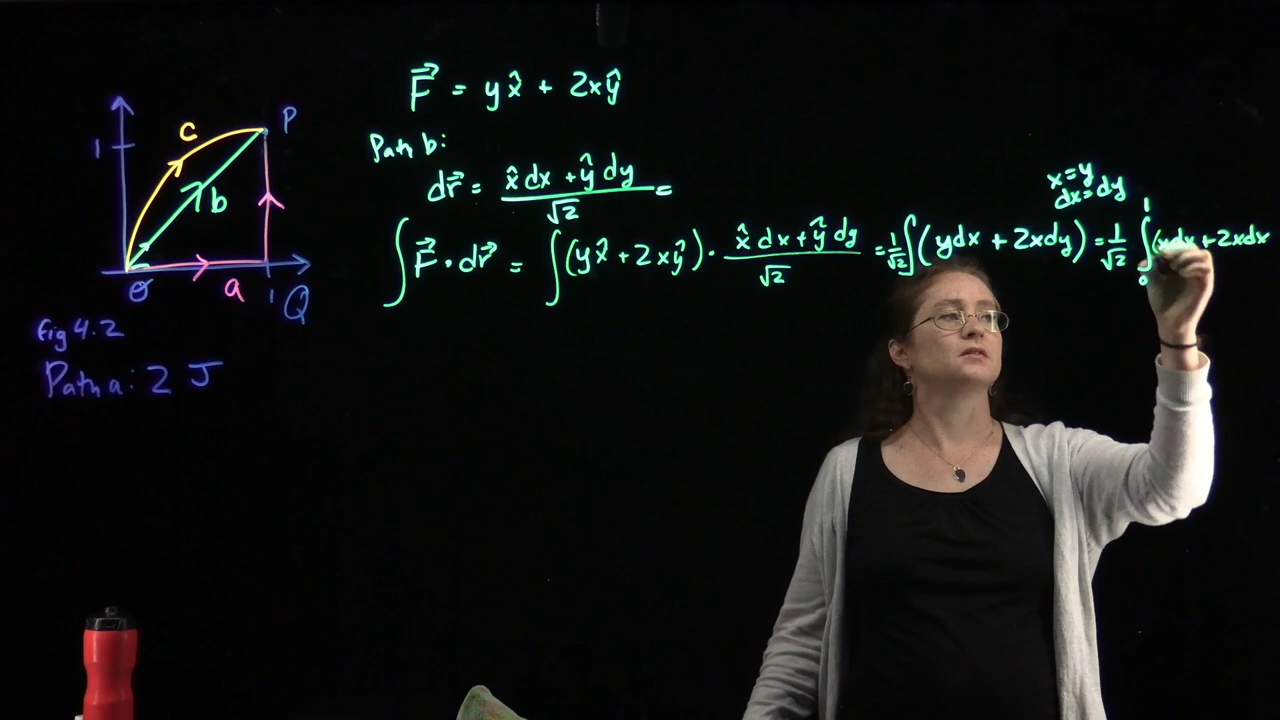 F⃗ = y x̂ + 2x ŷ
Path b:
dr⃗ = (x̂ dx + ŷ dy)/√2 =
x = y
dx = dy
∫ F⃗ · dr⃗ = ∫ (y x̂ + 2x ŷ) · (x̂ dx + ŷ dy)/√2 = 1/√2 ∫ (y dx + 2x dy) = 1/√2 ∫₀¹ (x dx + 2x dx
c
P
1
b
O
a
1
Q
Fig 4.2
Path a: 2 J